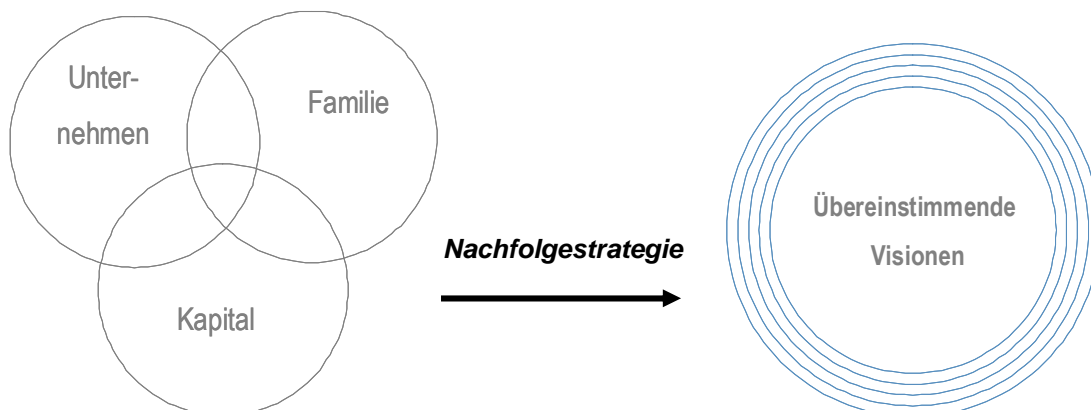 Unter-
nehmen
Familie
Kapital
Nachfolgestrategie
Übereinstimmende
Visionen